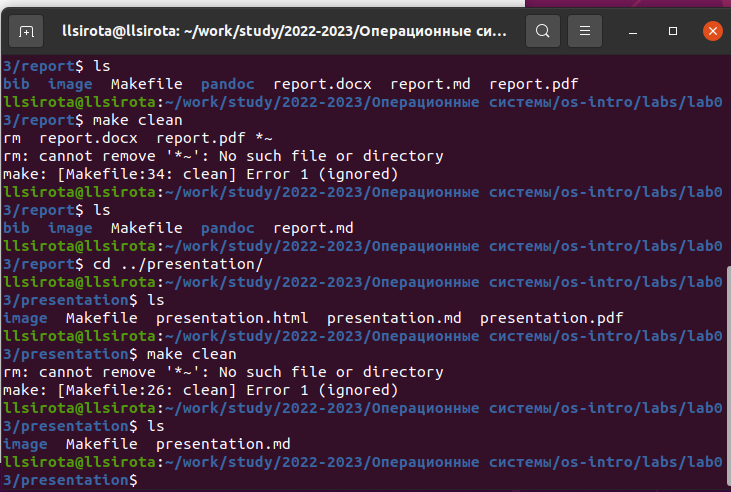 llsirota@llsirota: ~/work/study/2022-2023/Операционные си...
3/report$ ls
bib  image  Makefile  pandoc  report.docx  report.md  report.pdf
llsirota@llsirota:~/work/study/2022-2023/Операционные системы/os-intro/labs/lab0
3/report$ make clean
rm  report.docx  report.pdf *~
rm: cannot remove '*~': No such file or directory
make: [Makefile:34: clean] Error 1 (ignored)
llsirota@llsirota:~/work/study/2022-2023/Операционные системы/os-intro/labs/lab0
3/report$ ls
bib  image  Makefile  pandoc  report.md
llsirota@llsirota:~/work/study/2022-2023/Операционные системы/os-intro/labs/lab0
3/report$ cd ../presentation/
llsirota@llsirota:~/work/study/2022-2023/Операционные системы/os-intro/labs/lab0
3/presentation$ ls
image  Makefile  presentation.html  presentation.md  presentation.pdf
llsirota@llsirota:~/work/study/2022-2023/Операционные системы/os-intro/labs/lab0
3/presentation$ make clean
rm: cannot remove '*~': No such file or directory
make: [Makefile:26: clean] Error 1 (ignored)
llsirota@llsirota:~/work/study/2022-2023/Операционные системы/os-intro/labs/lab0
3/presentation$ ls
image  Makefile  presentation.md
llsirota@llsirota:~/work/study/2022-2023/Операционные системы/os-intro/labs/lab0
3/presentation$